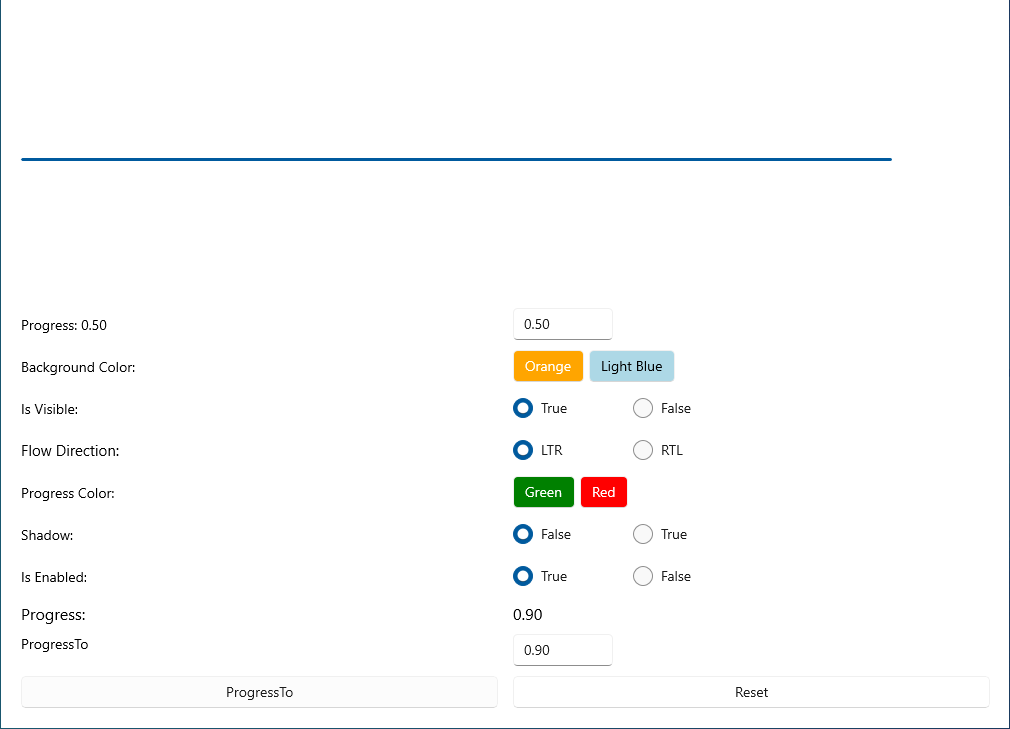 Progress: 0.50 0.50
Background Color: Orange Light Blue
Is Visible: True False
Flow Direction: LTR RTL
Progress Color: Green Red
Shadow: False True
Is Enabled: True False
Progress: 0.90
ProgressTo 0.90
ProgressTo Reset